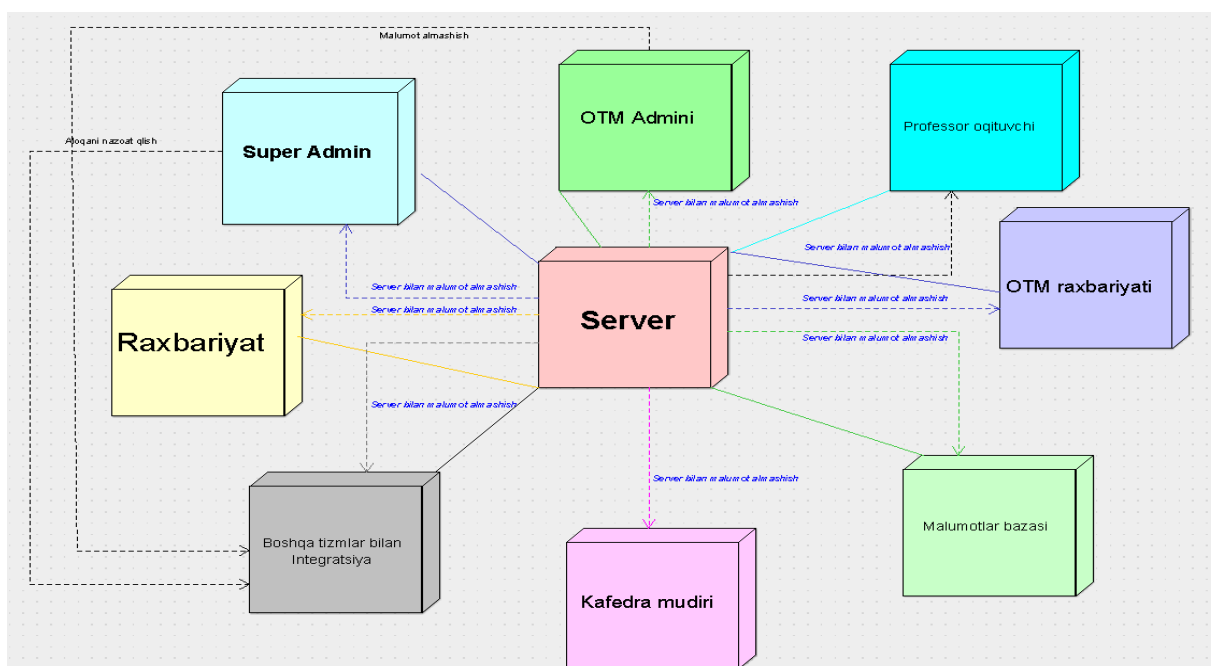 Malumot almashish
OTM Admini
Professor oqituvchi
Aloqani nazoat qlish
Super Admin
Server bilan malumot almashish
Server bilan malumot almashish
OTM raxbariyati
Server bilan malumot almashish
Server bilan malumot almashish
Server bilan malumot almashish
Server
Server bilan malumot almashish
Raxbariyat
Server bilan malumot almashish
Server bilan malumot almashish
Malumotlar bazasi
Boshqa tizmlar bilan
Integratsiya
Kafedra mudiri